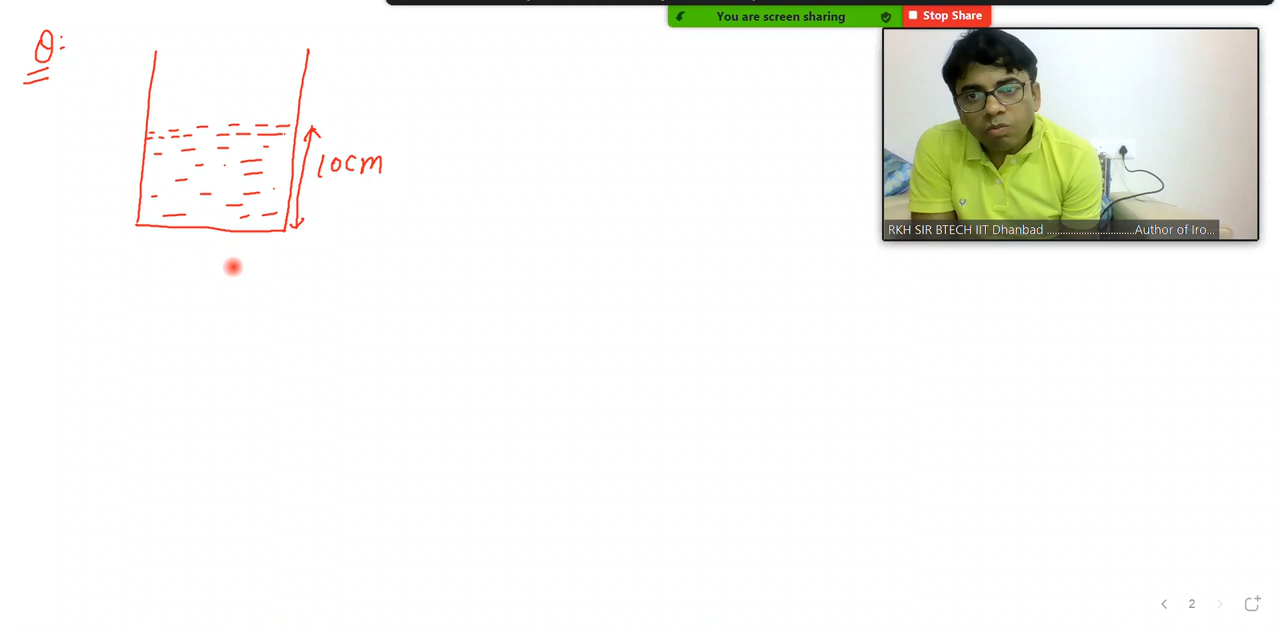 You are screen sharing
Stop Share
Q:
10cm
RKH SIR BTECH IIT Dhanbad ..................................Author of Iro...
2